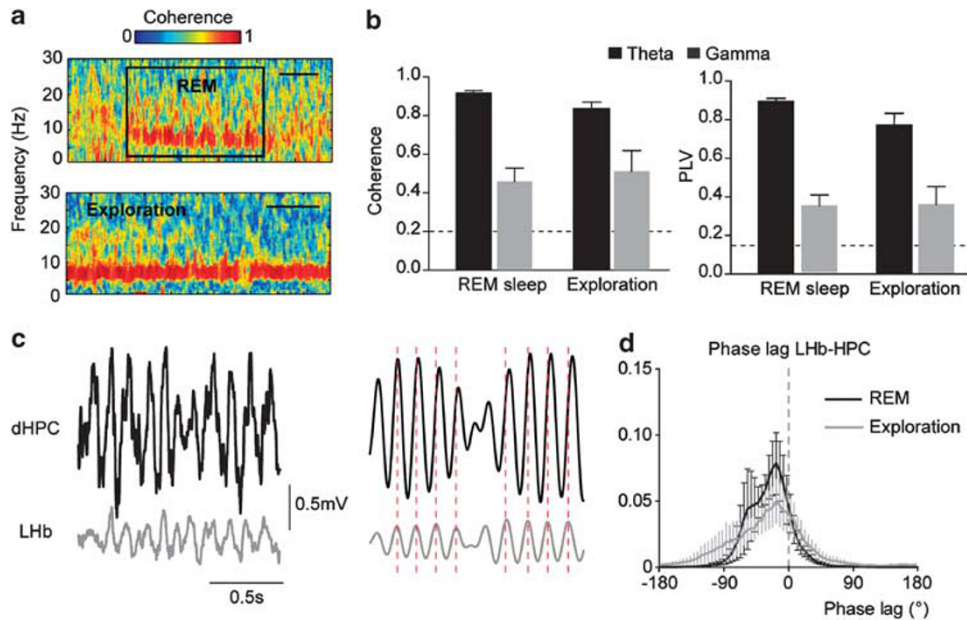 a
Coherence
0 1
30
20
10
0
REM
Frequency (Hz)
30
20
10
0
Exploration
b
Theta Gamma
1.0
0.8
0.6
0.4
0.2
0.0
Coherence
REM sleep Exploration
1.0
0.8
0.6
0.4
0.2
0.0
PLV
REM sleep Exploration
c
dHPC
LHb
0.5mV
0.5s
d
Phase lag LHb-HPC
0.15
0.10
0.05
0
REM
Exploration
-180 -90 0 90 180
Phase lag (°)